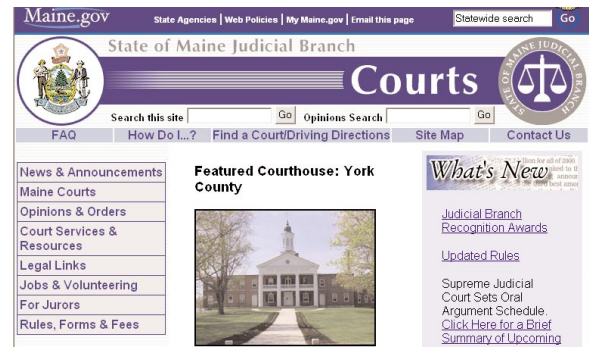 Maine.gov
State Agencies | Web Policies | My Maine.gov | Email this page
Statewide search
Go
State of Maine Judicial Branch
Courts
STATE OF MAINE JUDICIAL BRANCH
Search this site
Go
Opinions Search
Go
FAQ
How Do I...?
Find a Court/Driving Directions
Site Map
Contact Us
News & Announcements
Maine Courts
Opinions & Orders
Court Services &
Resources
Legal Links
Jobs & Volunteering
For Jurors
Rules, Forms & Fees
Featured Courthouse: York
County
What's New
Judicial Branch
Recognition Awards
Updated Rules
Supreme Judicial
Court Sets Oral
Argument Schedule.
Click Here for a Brief
Summary of Upcoming